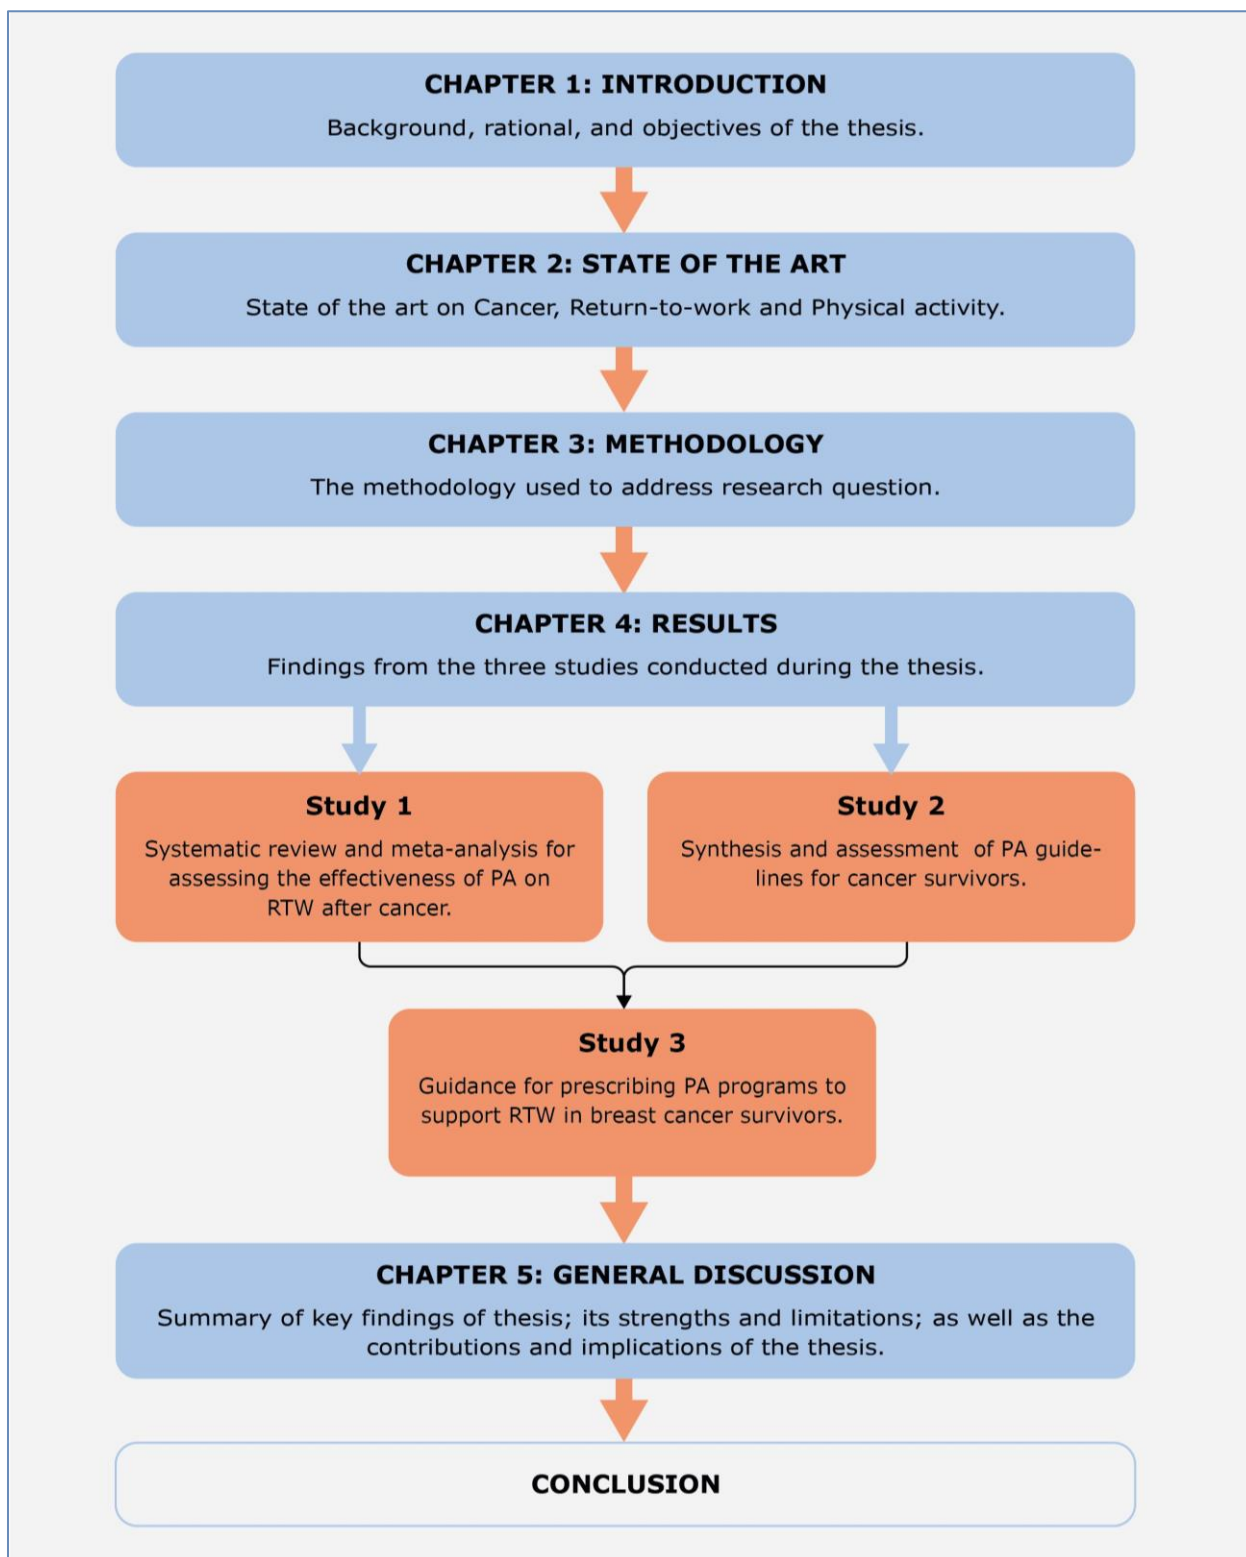 CHAPTER 1: INTRODUCTION
Background, rational, and objectives of the thesis.
CHAPTER 2: STATE OF THE ART
State of the art on Cancer, Return-to-work and Physical activity.
CHAPTER 3: METHODOLOGY
The methodology used to address research question.
CHAPTER 4: RESULTS
Findings from the three studies conducted during the thesis.
Study 1
Systematic review and meta-analysis for
assessing the effectiveness of PA on
RTW after cancer.
Study 2
Synthesis and assessment of PA guide-
lines for cancer survivors.
Study 3
Guidance for prescribing PA programs to
support RTW in breast cancer survivors.
CHAPTER 5: GENERAL DISCUSSION
Summary of key findings of thesis; its strengths and limitations; as well as the
contributions and implications of the thesis.
CONCLUSION